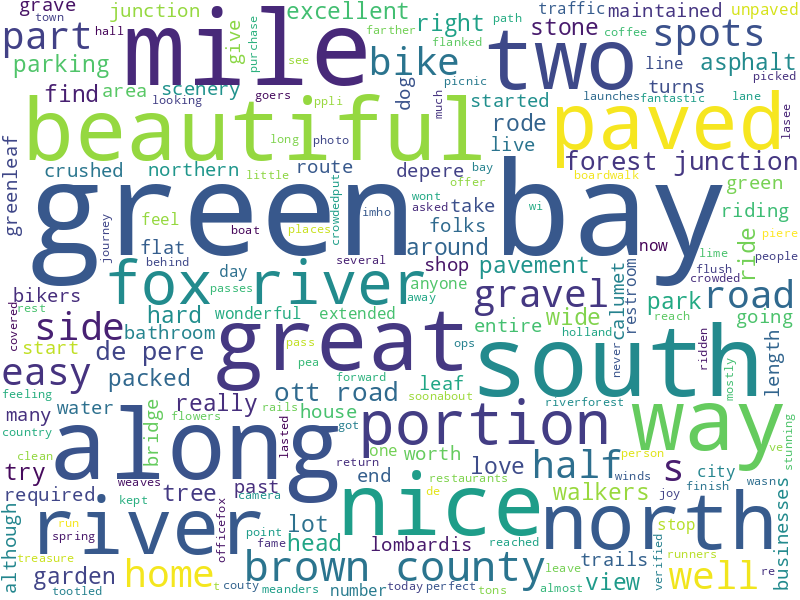 grave
town
hall
junction
purchase
give
excellent
flanked
farther
path
right
coffee
traffic
maintained
unpaved
stone
mile
part
parking
find
area
scenery
looking
goers
see
bike
two
spots
line
asphalt
turns
launches
fantastic
lane
picked
lasee
beautiful
long
ppli
photo
dog
much
picnic
started
rode
live
paved
forest junction
greenleaf
crushed
northern
little
route
crowdedput
depere
bay
offer
boardwalk
green
riding
green bay
wont
asked
take
folks
wi
imho
boat
places
feel
journey
flat
behind
several
around
now
lime
piere
people
ride
flush
crowded
fox river
day
passes
anyone
away
shop
pavement
gravel
calumet
restroom
park
road
reach
going
bikers
rest
covered
wonderful
extended
hard
bathroom
side
start
de pere
pea
pass
great
ops
entire
wide
holland
never
ridden
mostly
length
south
easy
feeling
packed
forward
leaf
soonabout
riverforest
ott road
many
water
country
bridge
really
flowers
rails
house
along
portion
way
stunning
ve
clean
try
tree
past
lasted
got
return
camera
one
worth
restaurants
love
half
winds
s
person
city
finish
wasn
joy
although
required
weaves
kept
officefox
end
de
nice
reached
walkers
stop
businesses
river
north
run
spring
treasure
garden
tootled
home
t
point
fame
lot
head
lombardis
couty
meanders
brown county
number
today
perfect
tons
leave
almost
trails
view
verified
runners
well
re